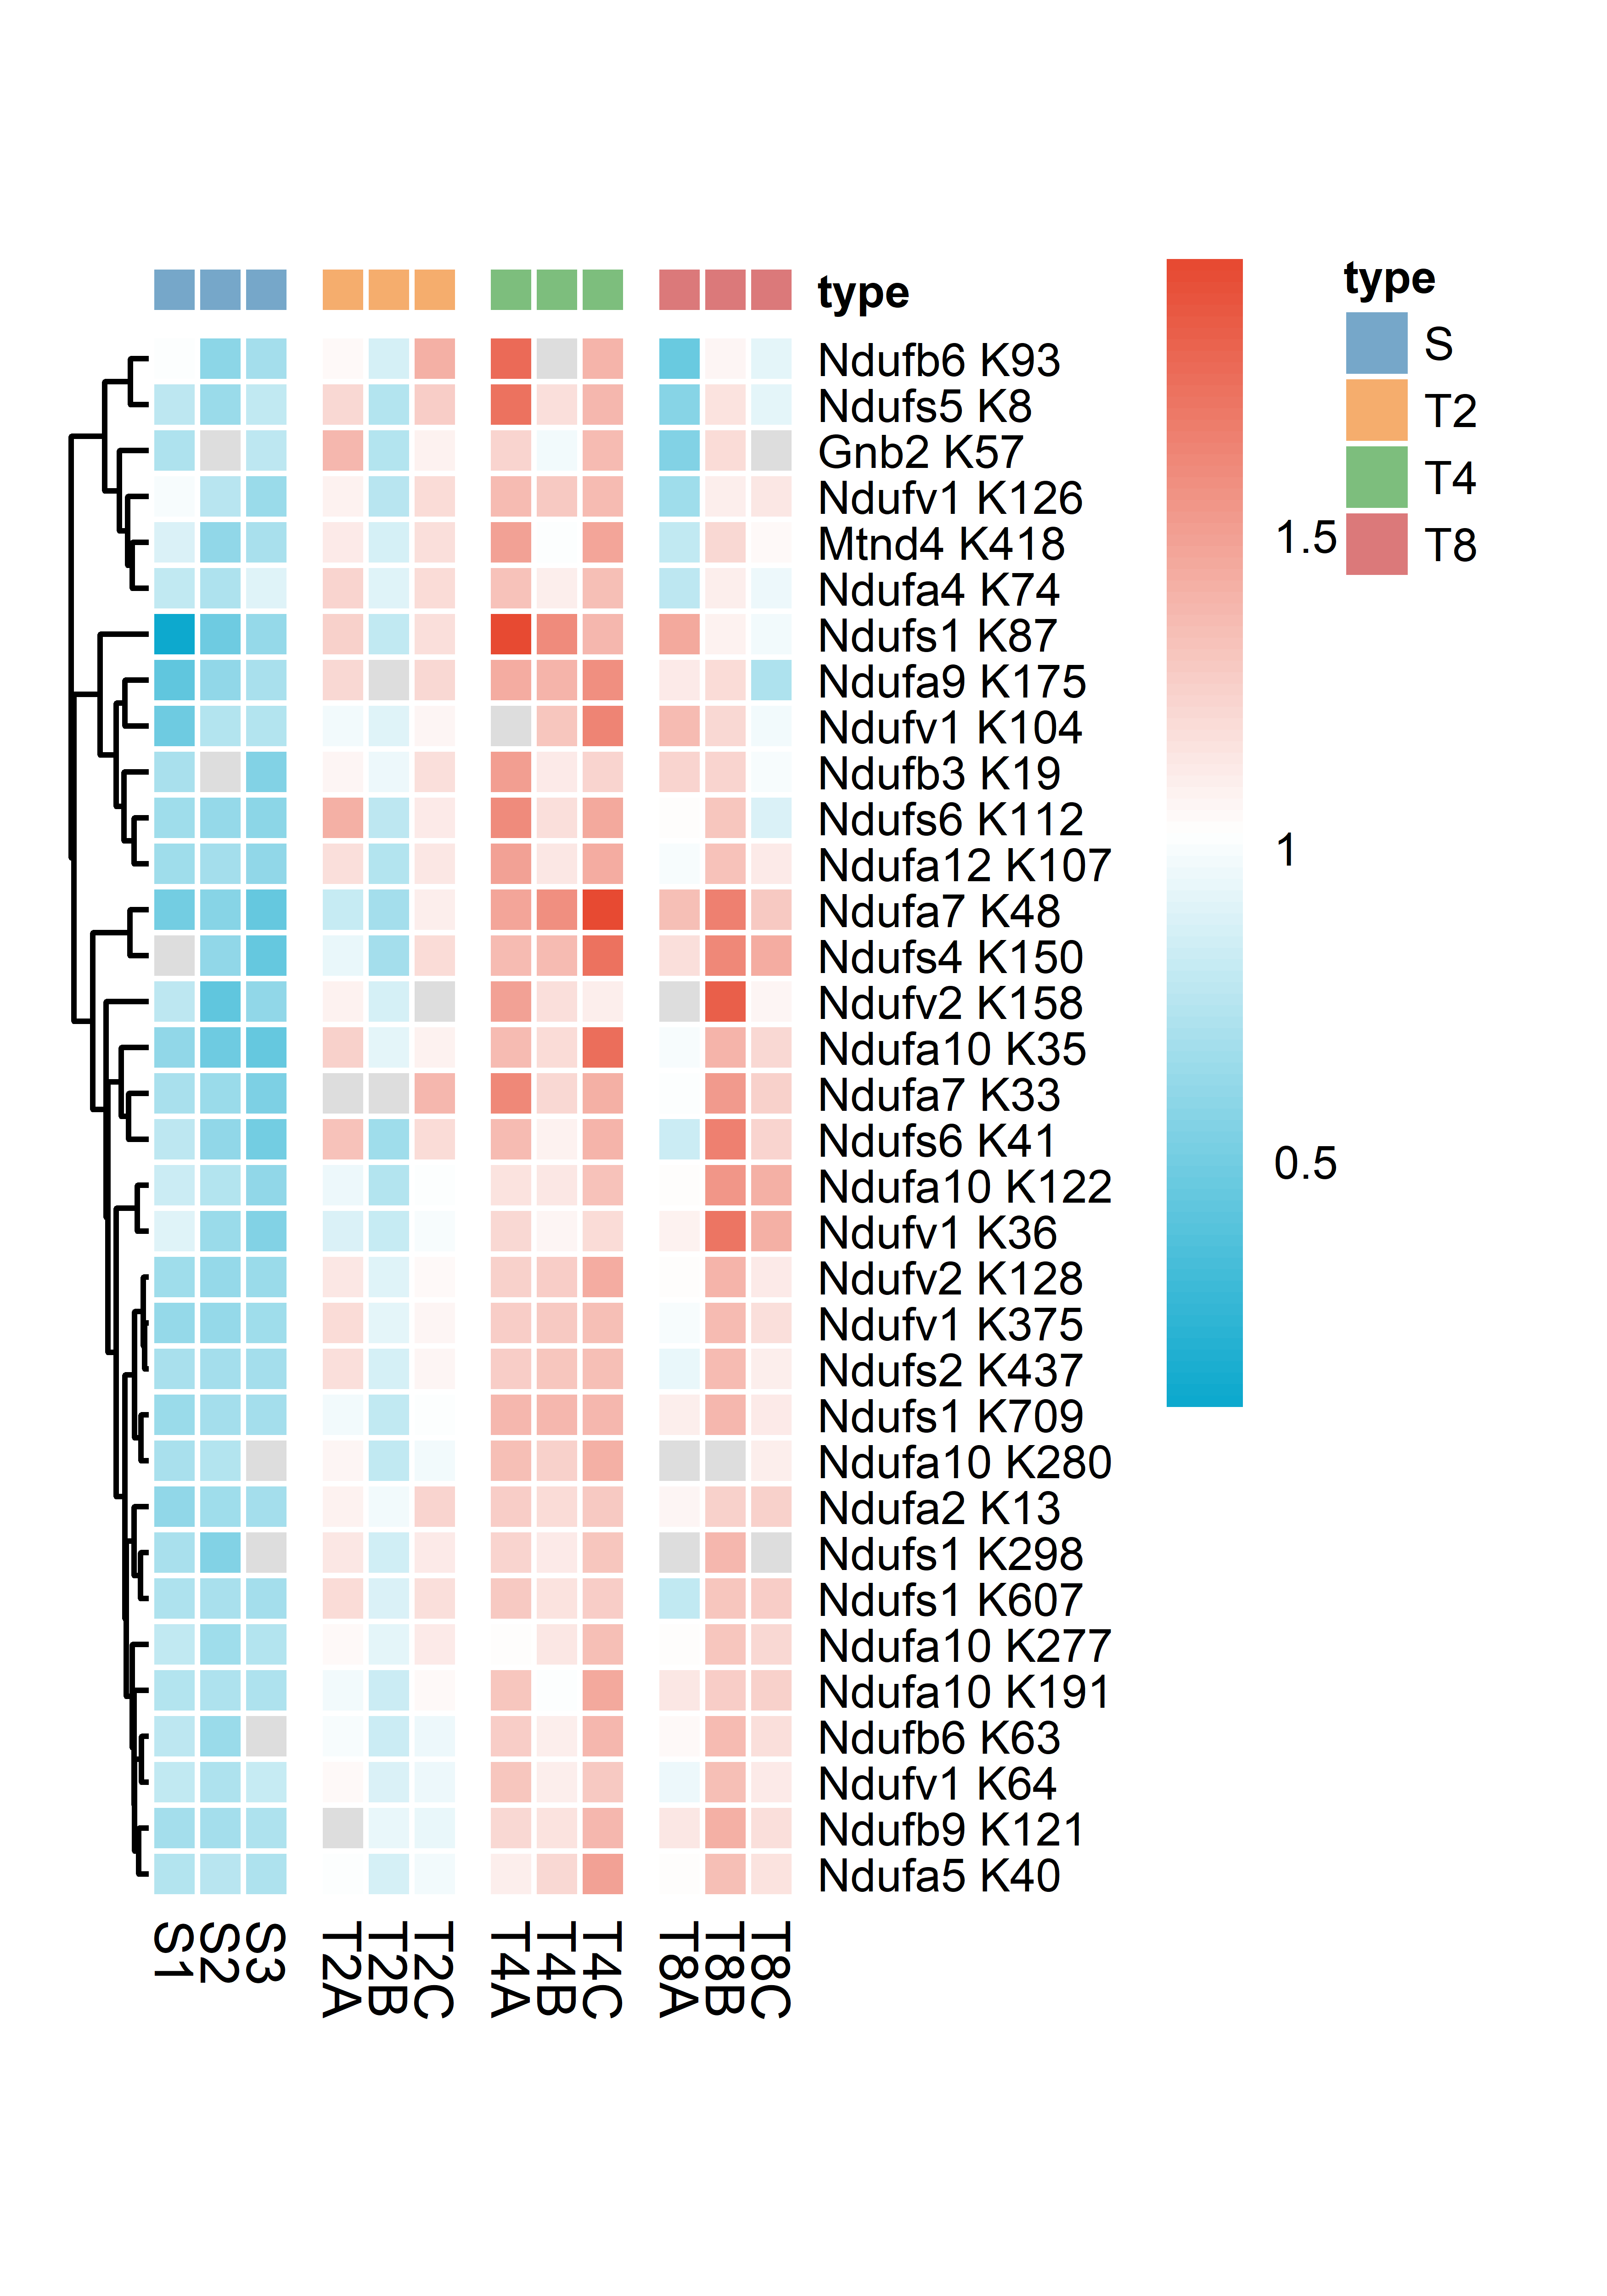 type
Ndufb6 K93
Ndufs5 K8
Gnb2 K57
Ndufv1 K126
Mtnd4 K418
Ndufa4 K74
Ndufs1 K87
Ndufa9 K175
Ndufv1 K104
Ndufb3 K19
Ndufs6 K112
Ndufa12 K107
Ndufa7 K48
Ndufs4 K150
Ndufv2 K158
Ndufa10 K35
Ndufa7 K33
Ndufs6 K41
Ndufa10 K122
Ndufv1 K36
Ndufv2 K128
Ndufv1 K375
Ndufs2 K437
Ndufs1 K709
Ndufa10 K280
Ndufa2 K13
Ndufs1 K298
Ndufs1 K607
Ndufa10 K277
Ndufa10 K191
Ndufb6 K63
Ndufv1 K64
Ndufb9 K121
Ndufa5 K40
S1
S2
S3
T2A
T2B
T2C
T4A
T4B
T4C
T8A
T8B
T8C
1.5
1
0.5
type
S
T2
T4
T8